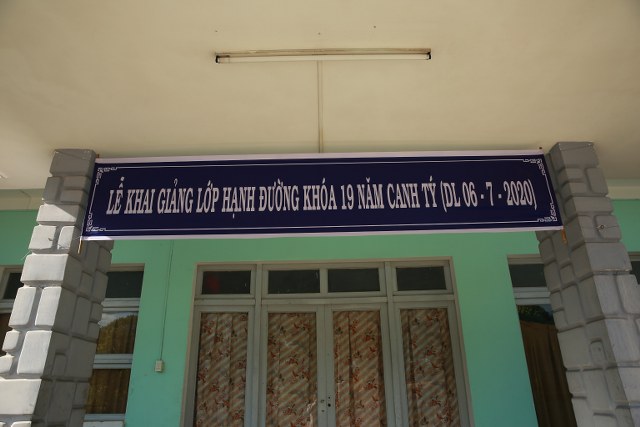 LỄ KHAI GIẢNG LỚP HẠNH ĐƯỜNG KHÓA 19 NĂM CANH TÝ (DL 06 - 7 - 2020)